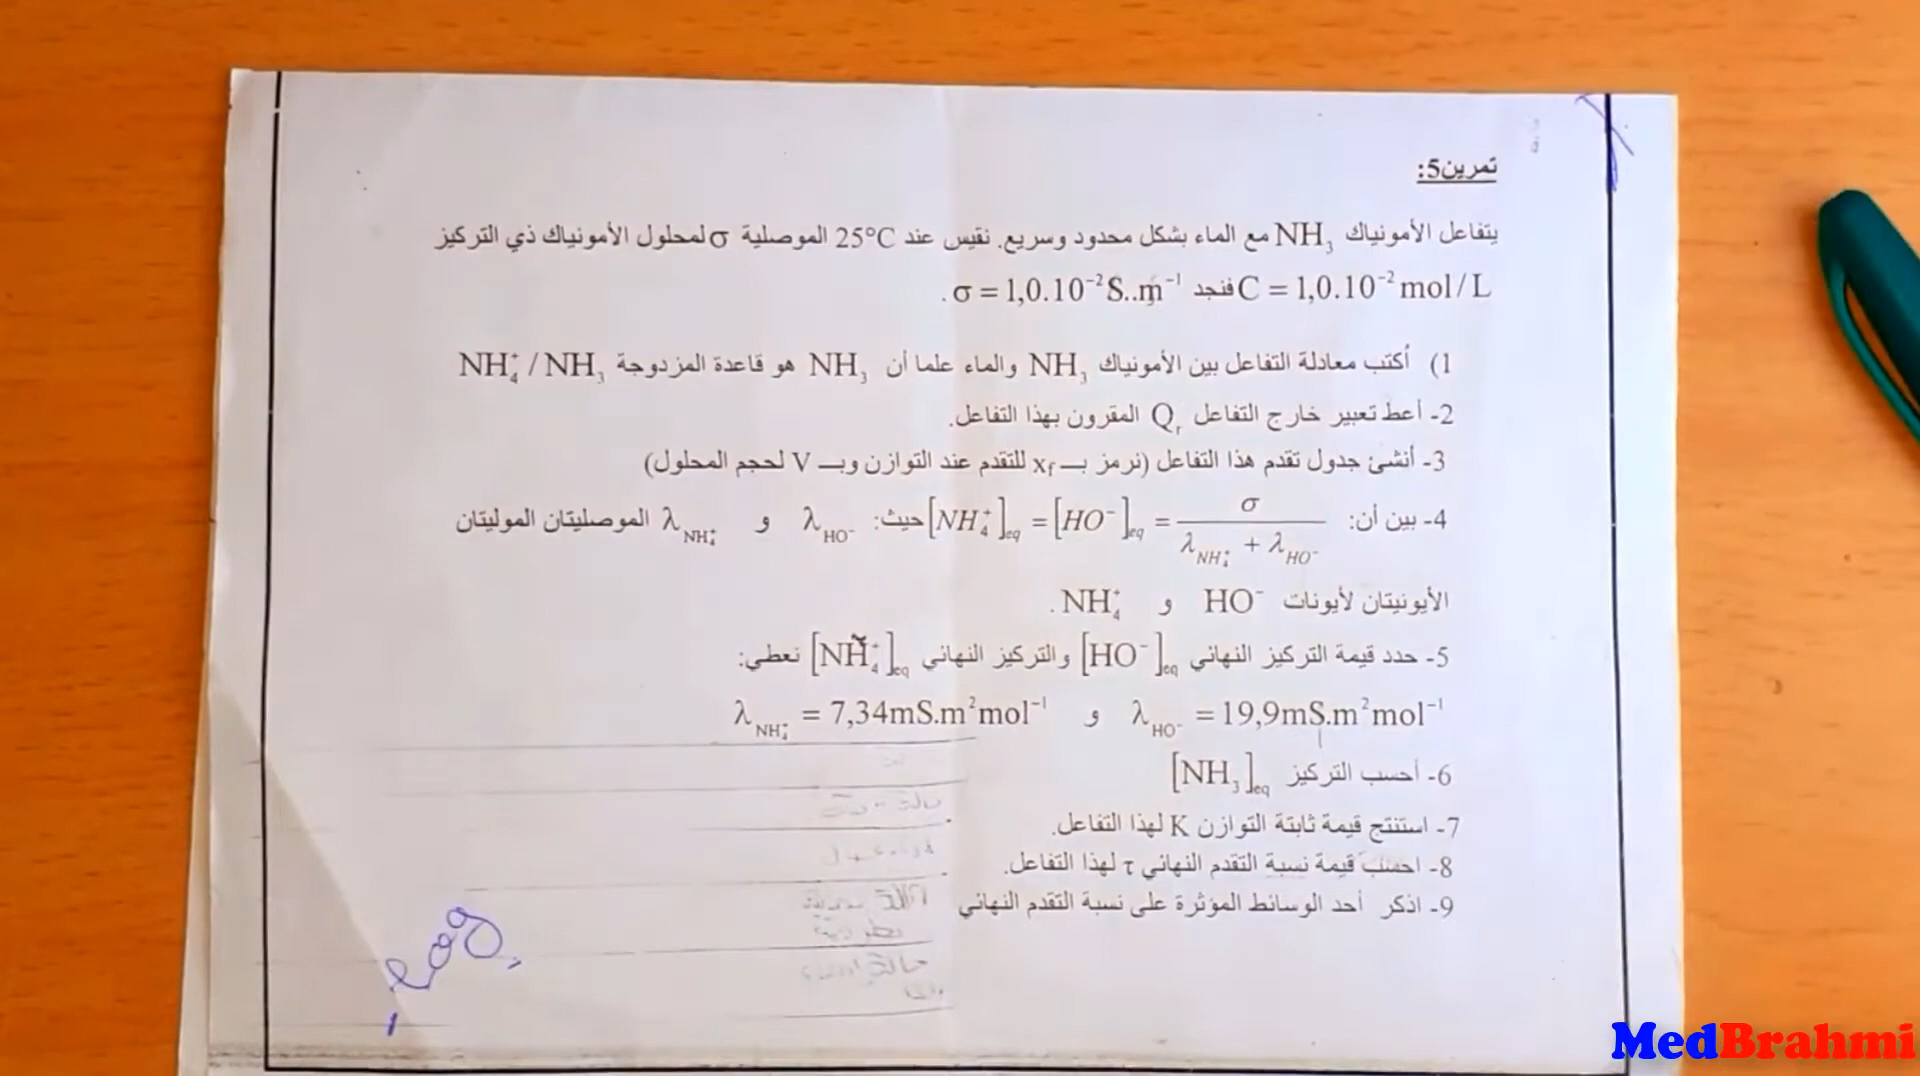 تمرين5:
يتفاعل الأمونياك NH₃ مع الماء بشكل محدود وسريع. نقيس عند 25°C الموصلية σ لمحلول الأمونياك ذي التركيز
C = 1,0.10⁻² mol/L فنجد σ = 1,0.10⁻² S..m⁻¹ .
1) أكتب معادلة التفاعل بين الأمونياك NH₃ والماء علما أن NH₃ هو قاعدة المزدوجة NH₄⁺ / NH₃
2- أعط تعبير خارج التفاعل Qᵣ المقرون بهذا التفاعل.
3- أنشئ جدول تقدم هذا التفاعل (نرمز بـــ xf للتقدم عند التوازن وبـــ V لحجم المحلول)
4- بين أن: [NH₄⁺]eq = [HO⁻]eq = σ / (λNH₄⁺ + λHO⁻) حيث: λHO⁻ و λNH₄⁺ الموصليتان الموليتان
الأيونيتان لأيونات HO⁻ و NH₄⁺ .
5- حدد قيمة التركيز النهائي [HO⁻]eq والتركيز النهائي [NH₄⁺]eq نعطي:
λHO⁻ = 19,9mS.m²mol⁻¹ و λNH₄⁺ = 7,34mS.m²mol⁻¹
6- أحسب التركيز [NH₃]eq
7- استنتج قيمة ثابتة التوازن K لهذا التفاعل.
8- احسب قيمة نسبة التقدم النهائي τ لهذا التفاعل.
9- اذكر أحد الوسائط المؤثرة على نسبة التقدم النهائي
MedBrahmi